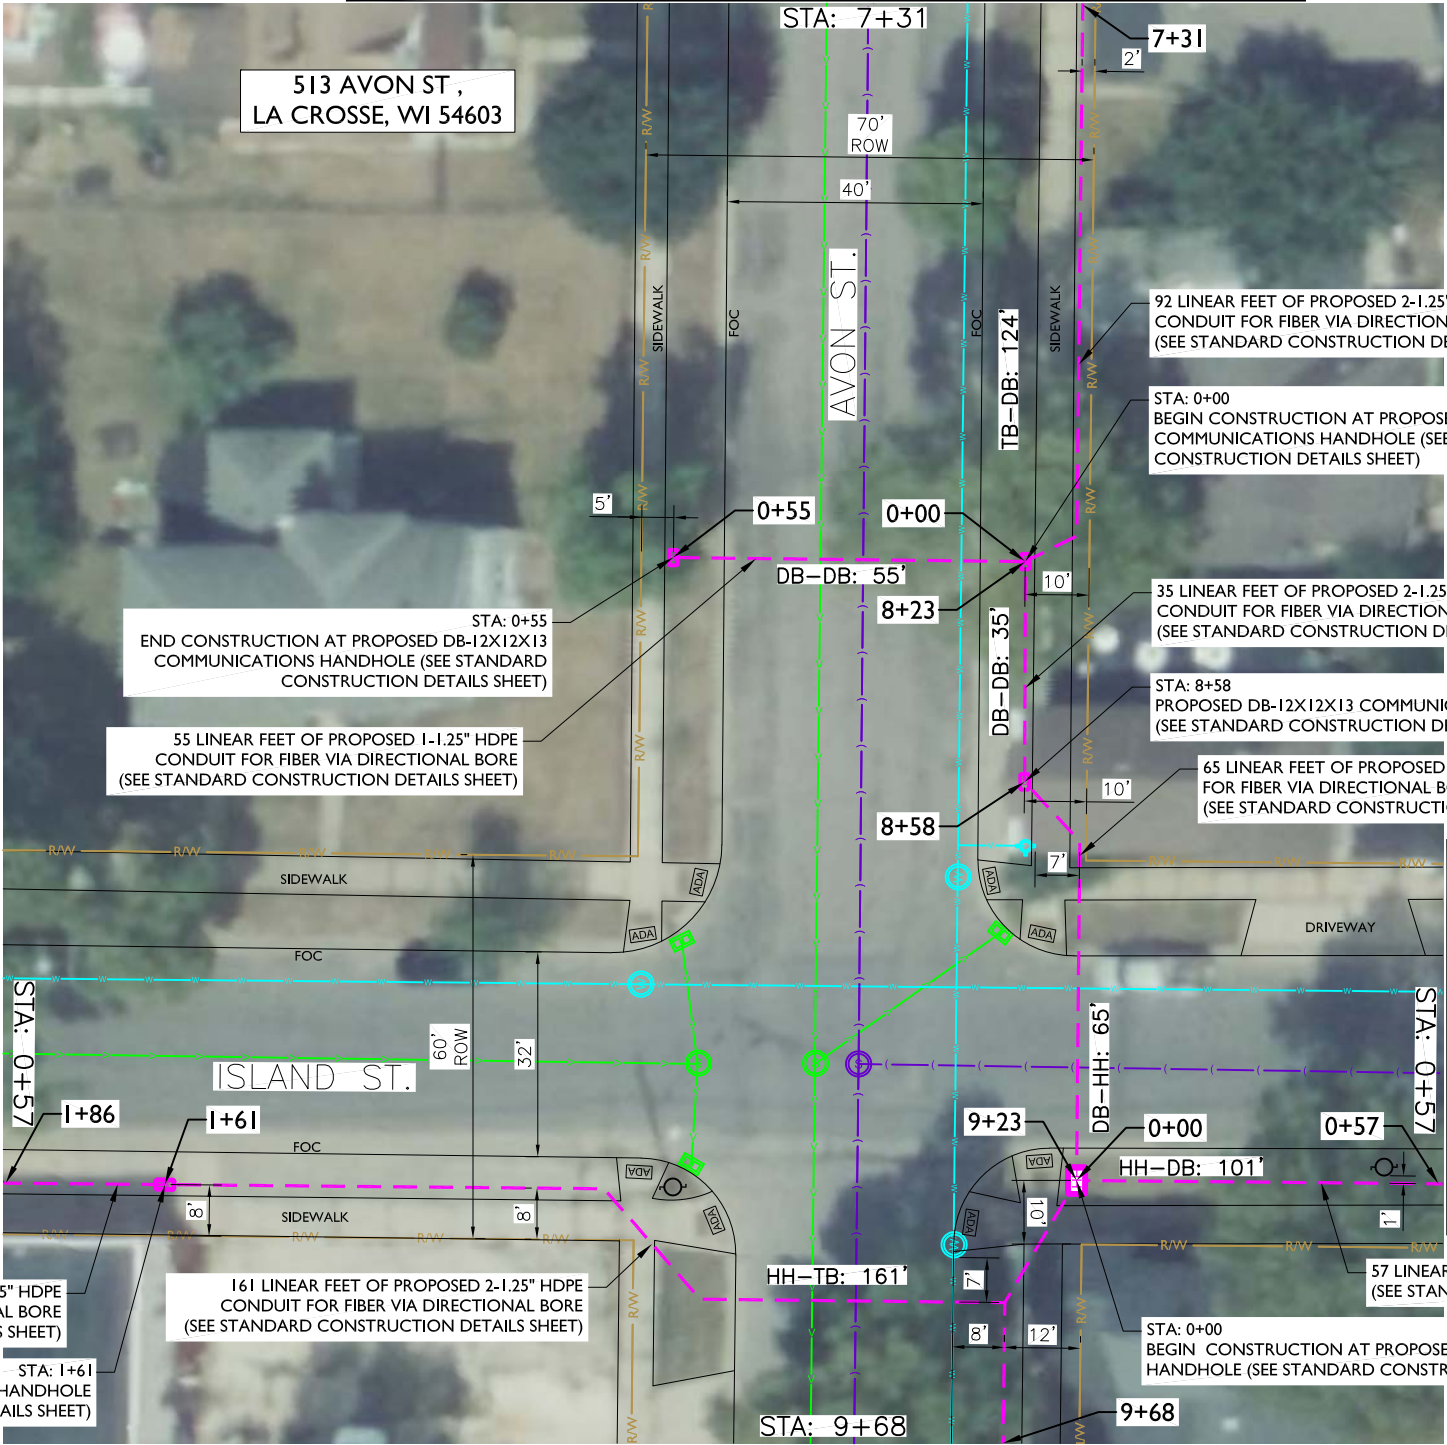 STA: 7+31
7+31
2'
513 AVON ST ,
LA CROSSE, WI 54603
70'
ROW
40'
AVON ST.
SIDEWALK
FOC
FOC
SIDEWALK
TB-DB: 124'
92 LINEAR FEET OF PROPOSED 2-1.25"
CONDUIT FOR FIBER VIA DIRECTION
(SEE STANDARD CONSTRUCTION DE
STA: 0+00
BEGIN CONSTRUCTION AT PROPOSE
COMMUNICATIONS HANDHOLE (SEE
CONSTRUCTION DETAILS SHEET)
5'
0+55
0+00
DB-DB: 55'
8+23
10'
DB-DB: 35'
35 LINEAR FEET OF PROPOSED 2-1.25
CONDUIT FOR FIBER VIA DIRECTION
(SEE STANDARD CONSTRUCTION DE
STA: 0+55
END CONSTRUCTION AT PROPOSED DB-12X12X13
COMMUNICATIONS HANDHOLE (SEE STANDARD
CONSTRUCTION DETAILS SHEET)
STA: 8+58
PROPOSED DB-12X12X13 COMMUNIC
(SEE STANDARD CONSTRUCTION DE
55 LINEAR FEET OF PROPOSED 1-1.25" HDPE
CONDUIT FOR FIBER VIA DIRECTIONAL BORE
(SEE STANDARD CONSTRUCTION DETAILS SHEET)
65 LINEAR FEET OF PROPOSED
FOR FIBER VIA DIRECTIONAL BO
(SEE STANDARD CONSTRUCTIO
10'
8+58
7'
R/W
R/W
R/W
R/W
R/W
R/W
R/W
R/W
SIDEWALK
ADA
ADA
ADA
ADA
DRIVEWAY
FOC
STA: 0+57
60'
ROW
32'
ISLAND ST.
DB-HH: 65'
STA: 0+57
1+86
1+61
9+23
0+00
0+57
FOC
HH-DB: 101'
ADA
ADA
ADA
ADA
8'
SIDEWALK
8'
10'
1'
R/W
R/W
R/W
R/W
R/W
R/W
R/W
HH-TB: 161'
7'
5" HDPE
AL BORE
S SHEET)
161 LINEAR FEET OF PROPOSED 2-1.25" HDPE
CONDUIT FOR FIBER VIA DIRECTIONAL BORE
(SEE STANDARD CONSTRUCTION DETAILS SHEET)
57 LINEAR
(SEE STAN
8'
12'
STA: 0+00
BEGIN CONSTRUCTION AT PROPOSE
HANDHOLE (SEE STANDARD CONSTR
STA: 1+61
HANDHOLE
AILS SHEET)
9+68
STA: 9+68